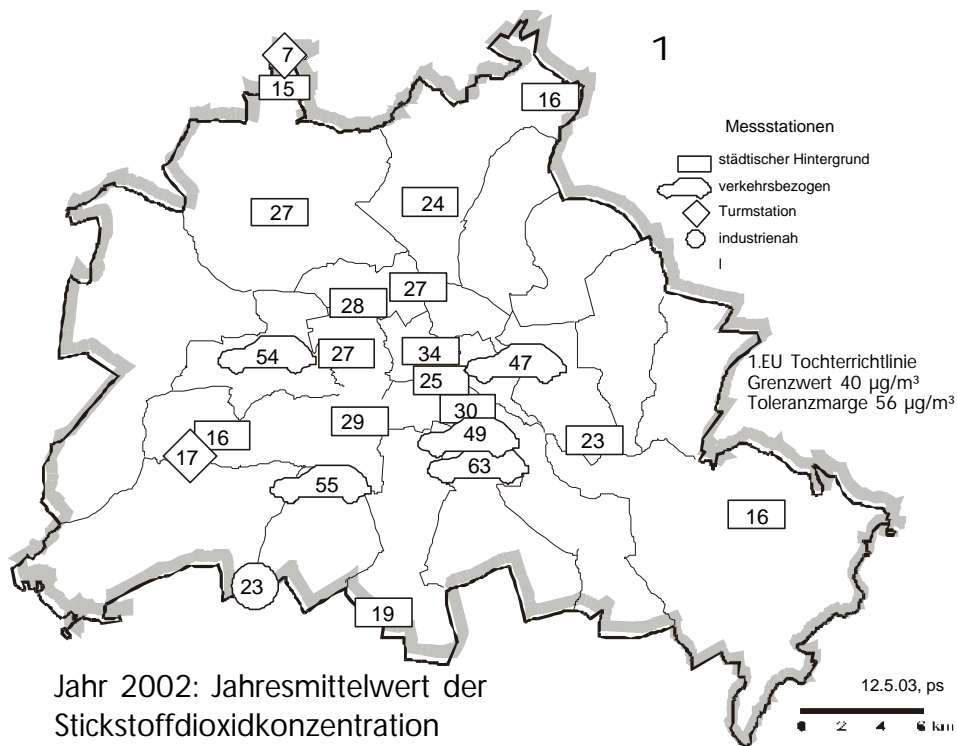 1
7
15
16
Messstationen
städtischer Hintergrund
verkehrsbezogen
Turmstation
industrienah
l
27
24
27
28
54
27
34
47
25
1.EU Tochterrichtlinie
Grenzwert 40 µg/m³
Toleranzmarge 56 µg/m³
30
29
16
49
23
17
63
55
16
23
19
Jahr 2002: Jahresmittelwert der
Stickstoffdioxidkonzentration
12.5.03, ps
0 2 4 6 km